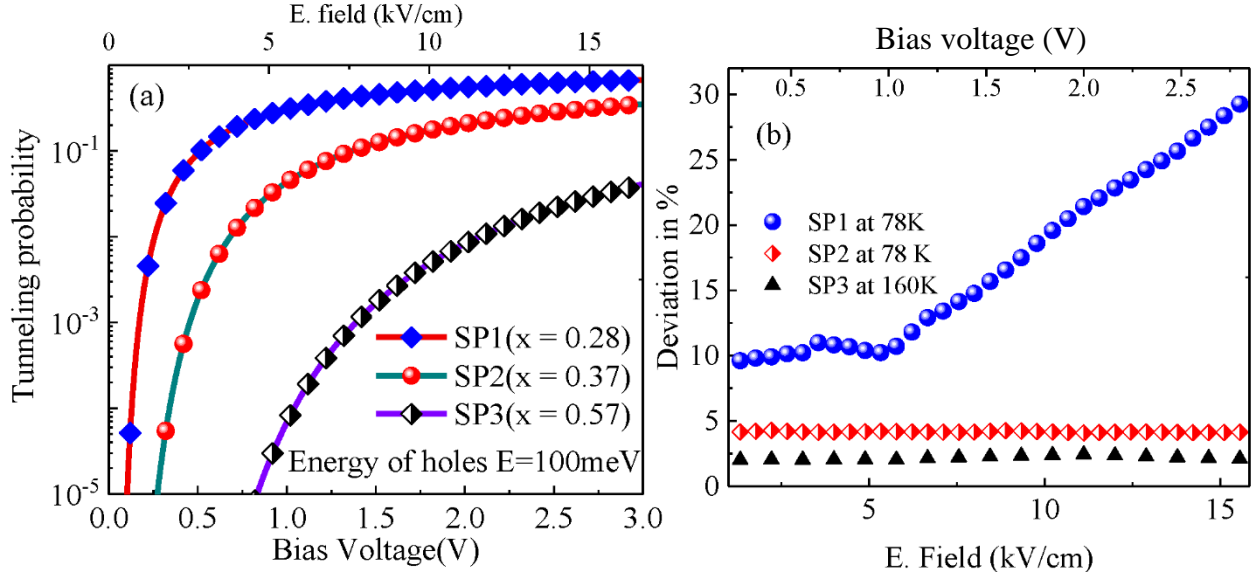 E. field (kV/cm)
0 5 10 15
(a)
Tunneling probability
10^-1
10^-3
10^-5
SP1(x = 0.28)
SP2(x = 0.37)
SP3(x = 0.57)
Energy of holes E=100meV
0.0 0.5 1.0 1.5 2.0 2.5 3.0
Bias Voltage(V)
Bias voltage (V)
0.5 1.0 1.5 2.0 2.5
(b)
Deviation in %
30
25
20
15
10
5
0
SP1 at 78K
SP2 at 78 K
SP3 at 160K
5 10 15
E. Field (kV/cm)